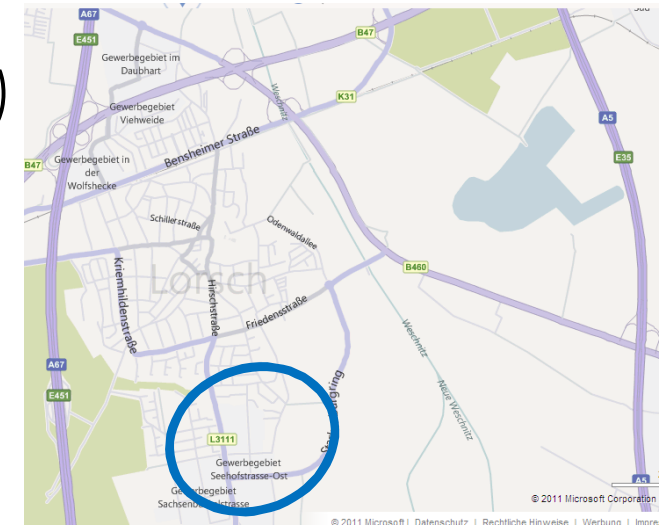 A67
E451
B47
Gewerbegebiet im
Daubhart
Weschnitz
K31
Gewerbegebiet
Viehweide
A5
Bensheimer Straße
E35
B47
Gewerbegebiet in
der
Wolfshecke
Schillerstraße
Odenwaldallee
Kriemhildenstraße
Lorsch
Hirschstraße
B460
Friedensstraße
Weschnitz
A67
E451
Neue Weschnitz
L3111
Gewerbegebiet
Seehofstrasse-Ost
Gewerbegebiet
A5
© 2011 Microsoft Corporation
© 2011 Microsoft | Datenschutz | Rechtliche Hinweise | Werbung |